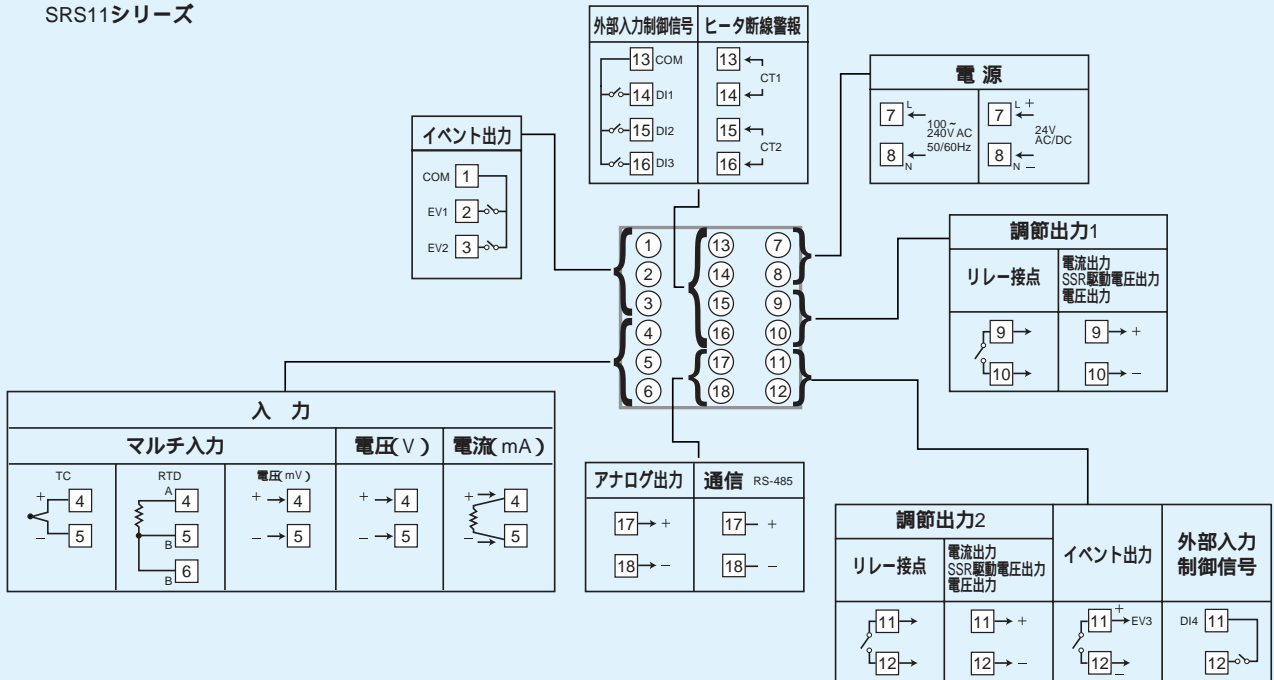 SRS11シリーズ
外部入力制御信号 ヒータ断線警報
13 COM
14 DI1
15 DI2
16 DI3
13
14
CT1
15
16
CT2
電 源
7 L
8 N
100～
240V AC
50/60Hz
7 L +
8 N －
24V
AC/DC
イベント出力
COM 1
EV1 2
EV2 3
1 13 7
2 14 8
3 15 9
4 16 10
5 17 11
6 18 12
調節出力1
リレー接点
電流出力
SSR駆動電圧出力
電圧出力
9
10
9 +
10 －
入 力
マルチ入力 電圧(V) 電流(mA)
TC
+ 4
－ 5
RTD
A 4
B 5
B 6
電圧(mV)
+ 4
－ 5
+ 4
－ 5
+ 4
－ 5
アナログ出力 通信 RS-485
17 +
18 －
17 +
18 －
調節出力2
リレー接点
電流出力
SSR駆動電圧出力
電圧出力
イベント出力
外部入力
制御信号
11
12
11 +
12 －
11 + EV3
12 －
DI4 11
12